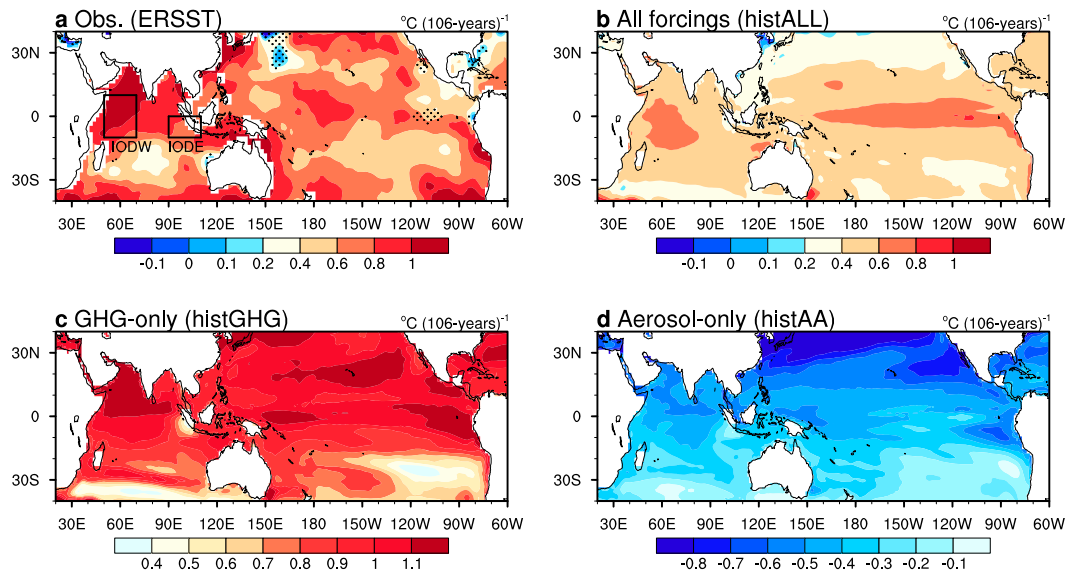 a Obs. (ERSST) °C (106-years)⁻¹
30N
0
30S
IODW IODE
30E 60E 90E 120E 150E 180 150W 120W 90W 60W
-0.1 0 0.1 0.2 0.4 0.6 0.8 1
b All forcings (histALL) °C (106-years)⁻¹
30N
0
30S
30E 60E 90E 120E 150E 180 150W 120W 90W 60W
-0.1 0 0.1 0.2 0.4 0.6 0.8 1
c GHG-only (histGHG) °C (106-years)⁻¹
30N
0
30S
30E 60E 90E 120E 150E 180 150W 120W 90W 60W
0.4 0.5 0.6 0.7 0.8 0.9 1 1.1
d Aerosol-only (histAA) °C (106-years)⁻¹
30N
0
30S
30E 60E 90E 120E 150E 180 150W 120W 90W 60W
-0.8 -0.7 -0.6 -0.5 -0.4 -0.3 -0.2 -0.1